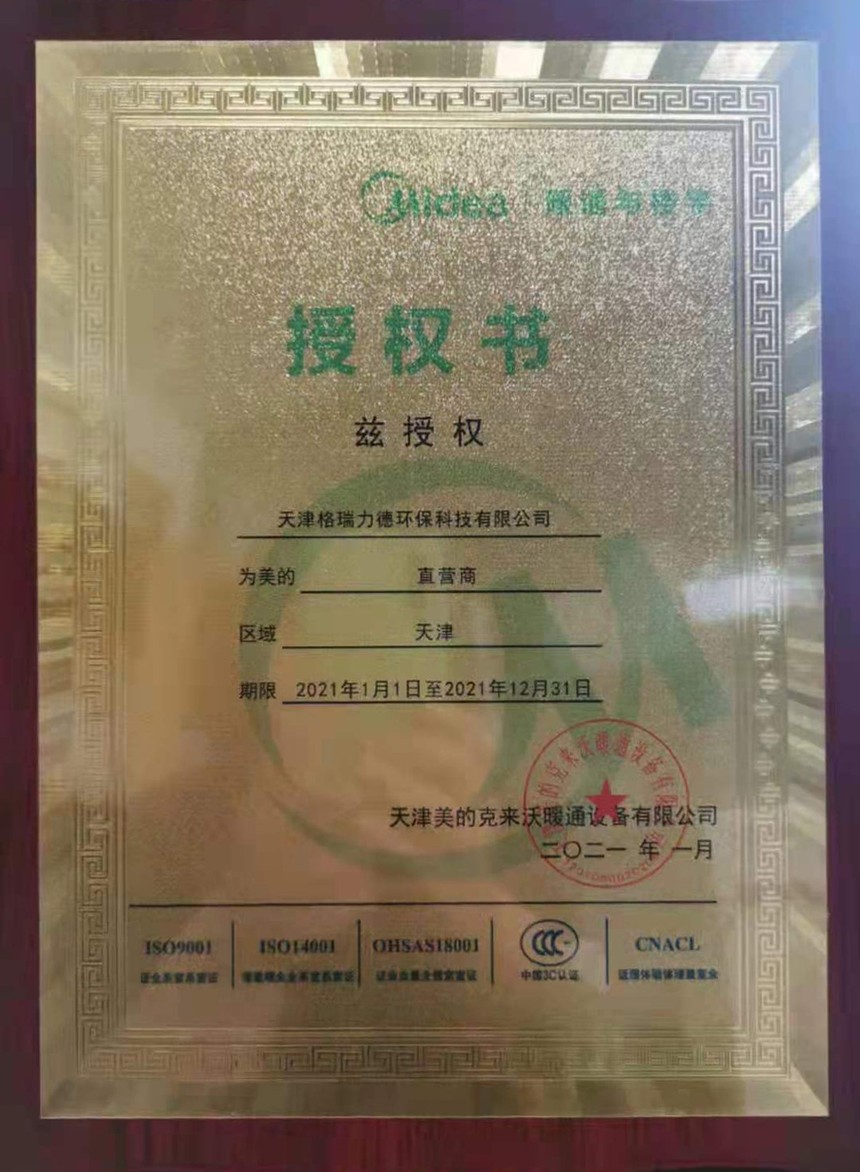 Midea
授权书
兹授权
天津格瑞力德环保科技有限公司
为美的 直营商
区域 天津
期限 2021年1月1日至2021年12月31日
天津美的克来沃暖通设备有限公司
二〇二一 年 一月
ISO9001 ISO14001 OHSAS18001 CCC CNACL
中国3C认证